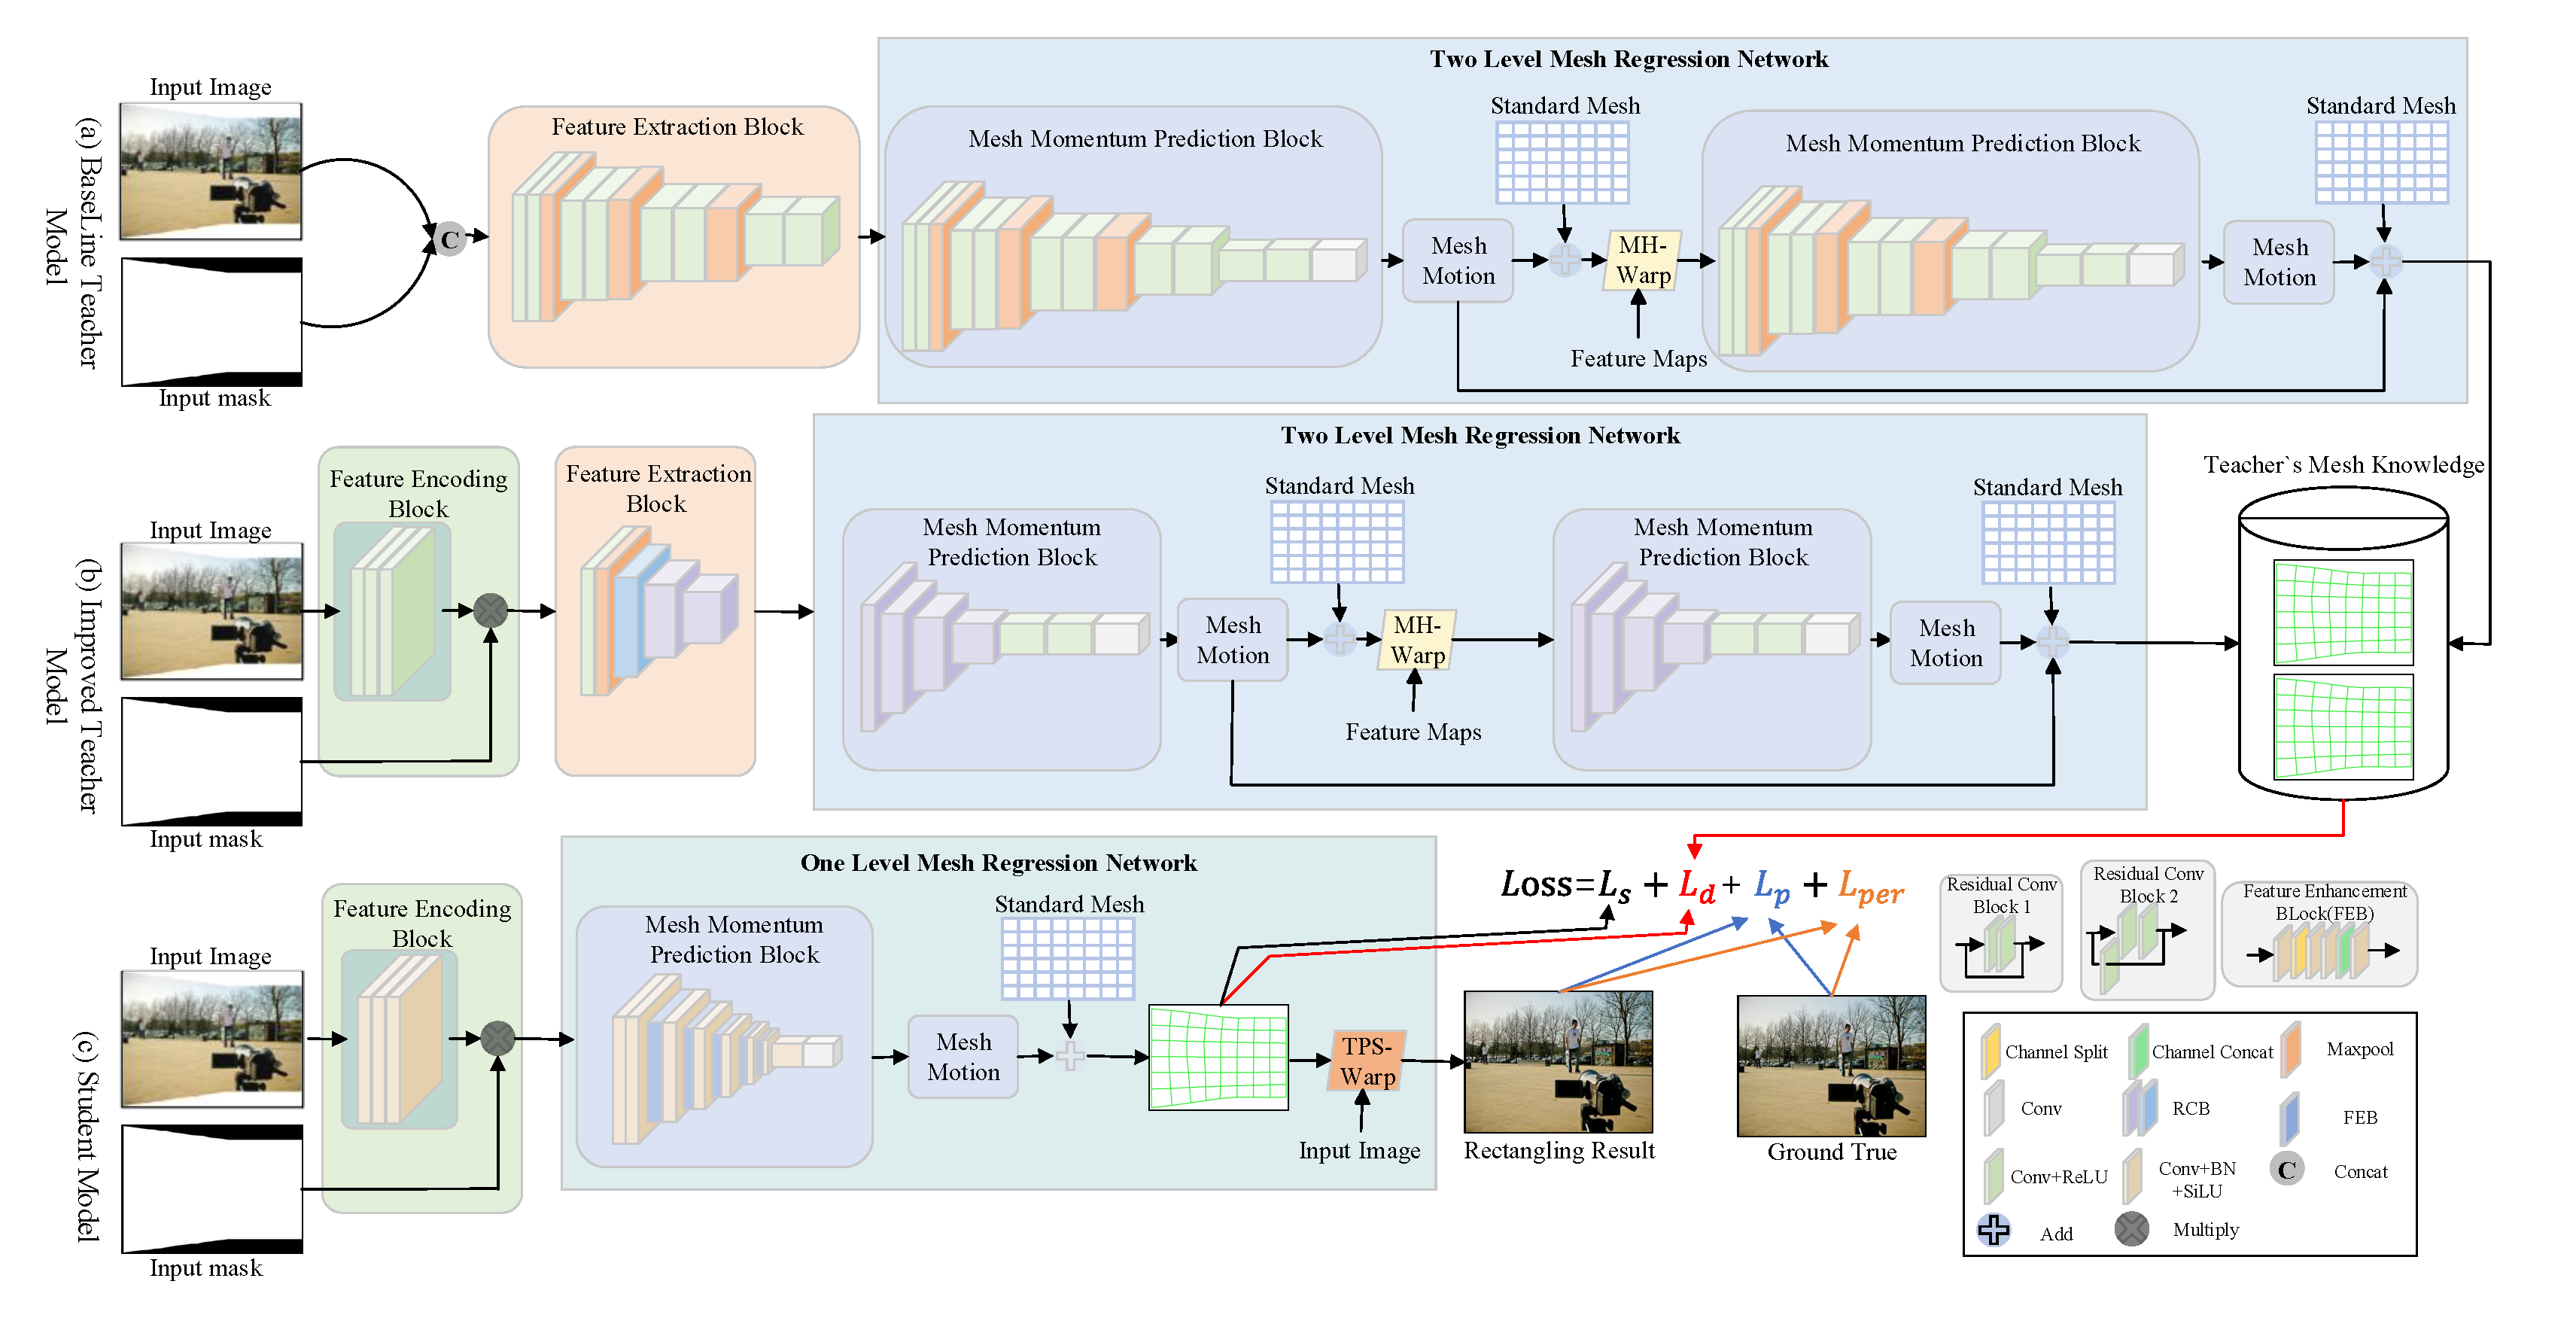 (a) BaseLine Teacher
Model
Input Image
Input mask
C
Feature Extraction Block
Two Level Mesh Regression Network
Mesh Momentum Prediction Block
Mesh
Motion
Standard Mesh
MH-
Warp
Feature Maps
Mesh Momentum Prediction Block
Mesh
Motion
Standard Mesh
(b) Improved Teacher
Model
Input Image
Input mask
Feature Encoding
Block
Feature Extraction
Block
Two Level Mesh Regression Network
Mesh Momentum
Prediction Block
Mesh
Motion
Standard Mesh
MH-
Warp
Feature Maps
Mesh Momentum
Prediction Block
Mesh
Motion
Standard Mesh
Teacher`s Mesh Knowledge
(c) Student Model
Input Image
Input mask
Feature Encoding
Block
One Level Mesh Regression Network
Mesh Momentum
Prediction Block
Mesh
Motion
Standard Mesh
TPS-
Warp
Input Image
Loss=Ls + Ld+ Lp + Lper
Rectangling Result
Ground True
Residual Conv
Block 1
Residual Conv
Block 2
Feature Enhancement
BLock(FEB)
Channel Split
Channel Concat
Maxpool
Conv
RCB
FEB
Conv+ReLU
Conv+BN
+SiLU
C
Concat
Add
Multiply